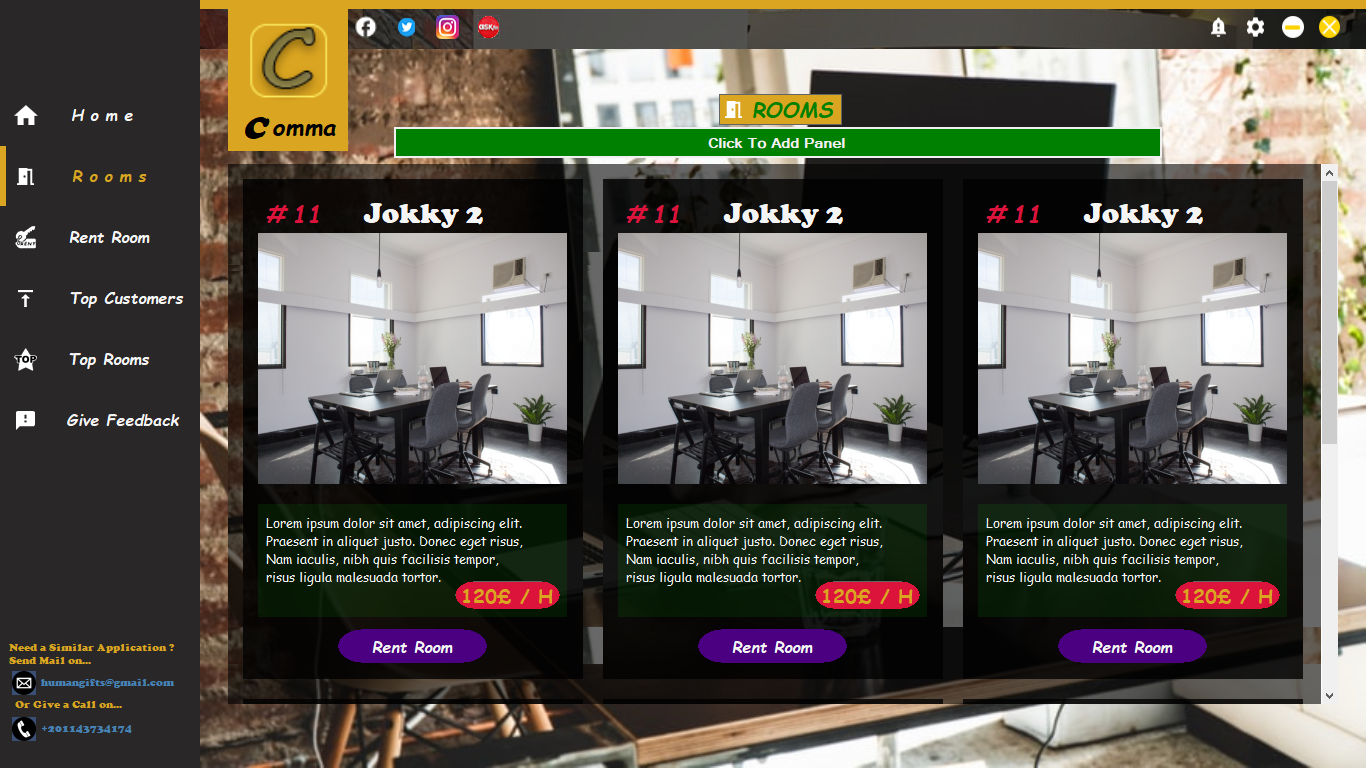 C
Comma
ask fm
Home
Rooms
RENT
Rent Room
Top Customers
TOP
Top Rooms
Give Feedback
Need a Similar Application ?
Send Mail on...
humangifts@gmail.com
Or Give a Call on...
+201143734174
ROOMS
Click To Add Panel
# 11 Jokky 2
Lorem ipsum dolor sit amet, adipiscing elit.
Praesent in aliquet justo. Donec eget risus,
Nam iaculis, nibh quis facilisis tempor,
risus ligula malesuada tortor.
120£ / H
Rent Room
# 11 Jokky 2
Lorem ipsum dolor sit amet, adipiscing elit.
Praesent in aliquet justo. Donec eget risus,
Nam iaculis, nibh quis facilisis tempor,
risus ligula malesuada tortor.
120£ / H
Rent Room
# 11 Jokky 2
Lorem ipsum dolor sit amet, adipiscing elit.
Praesent in aliquet justo. Donec eget risus,
Nam iaculis, nibh quis facilisis tempor,
risus ligula malesuada tortor.
120£ / H
Rent Room